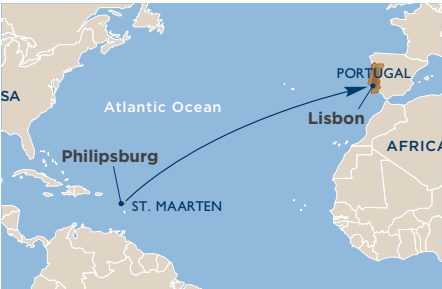 PORTUGAL
SA
Atlantic Ocean
Lisbon
AFRICA
Philipsburg
ST. MAARTEN